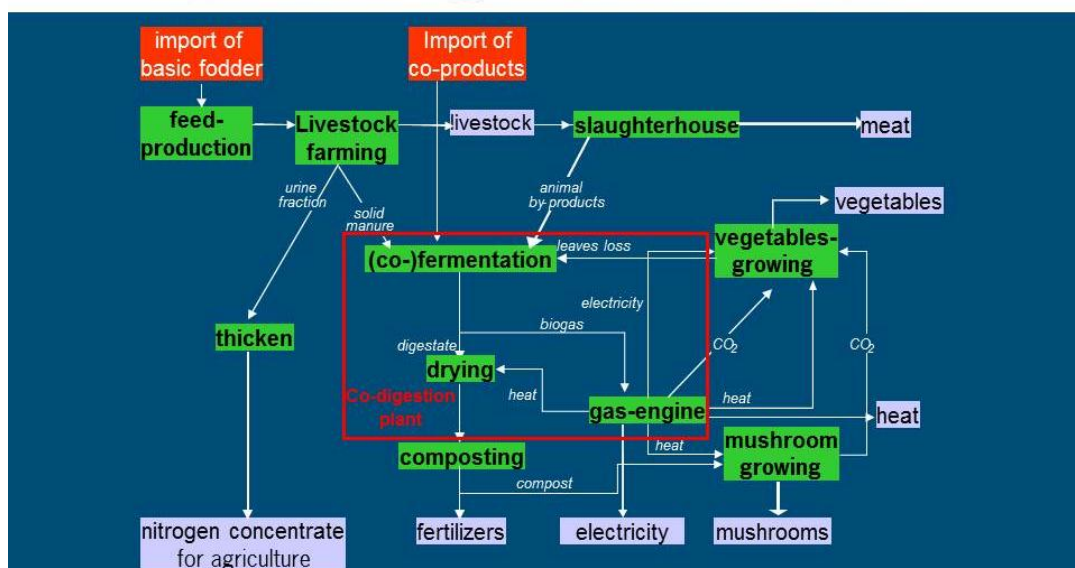 import of
basic fodder
Import of
co-products
feed-
production
Livestock
farming
livestock
slaughterhouse
meat
urine
fraction
solid
manure
animal
by products
vegetables
(co-)fermentation
leaves loss
vegetables-
growing
electricity
thicken
biogas
CO2
CO2
digestate
drying
heat
Co-digestion
plant
gas-engine
heat
heat
composting
heat
mushroom
growing
compost
nitrogen concentrate
for agriculture
fertilizers
electricity
mushrooms